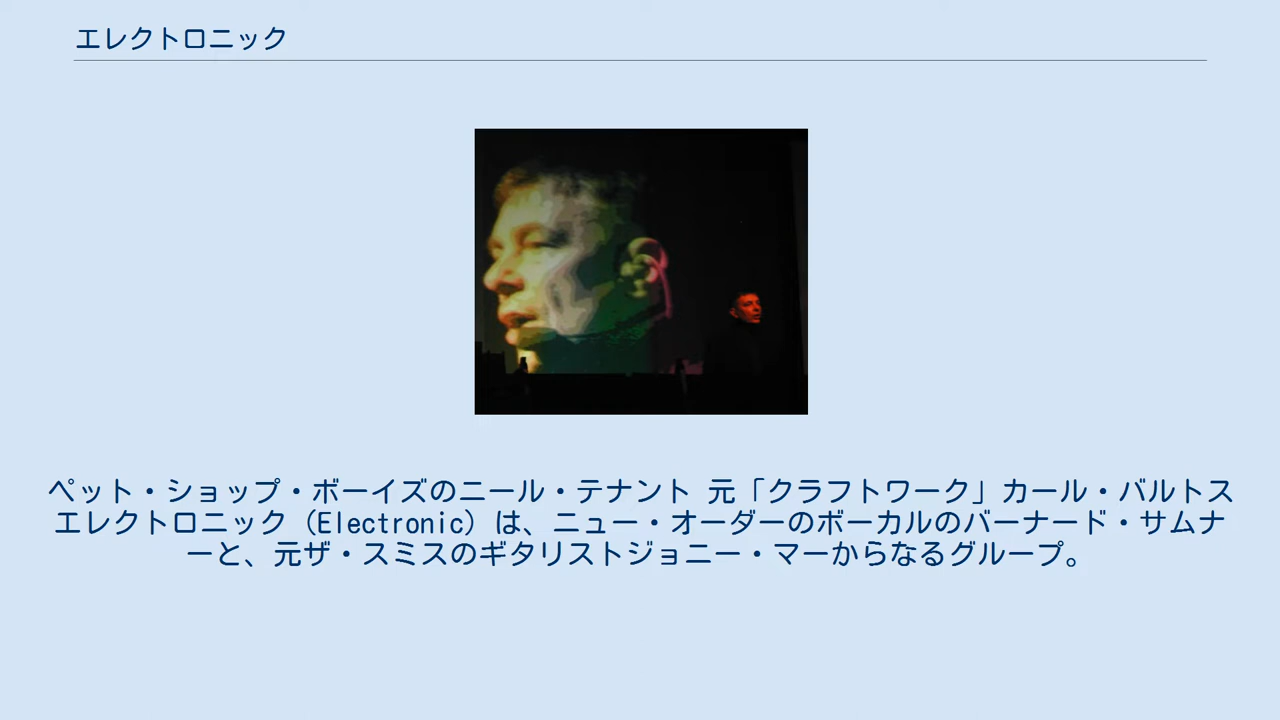 エレクトロニック
ペット・ショップ・ボーイズのニール・テナント 元「クラフトワーク」カール・バルトス
エレクトロニック（Electronic）は、ニュー・オーダーのボーカルのバーナード・サムナ
ーと、元ザ・スミスのギタリストジョニー・マーからなるグループ。